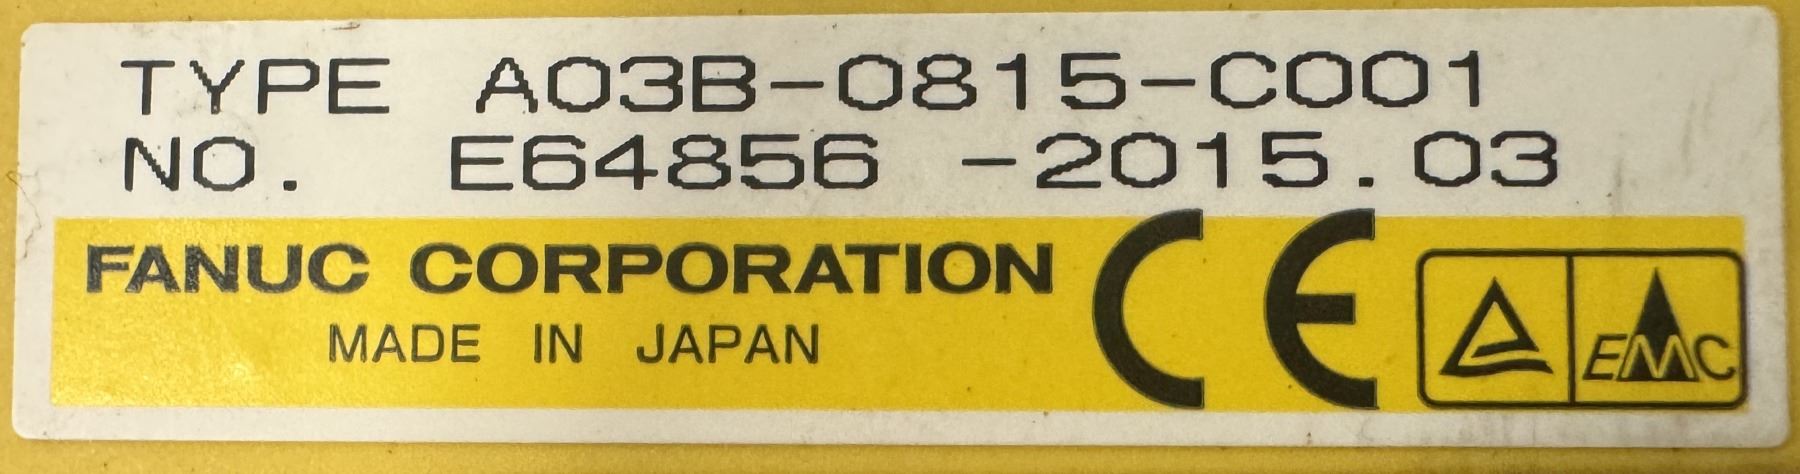 TYPE A03B-0815-C001
NO. E64856 -2015.03
FANUC CORPORATION
MADE IN JAPAN
CE
EMC